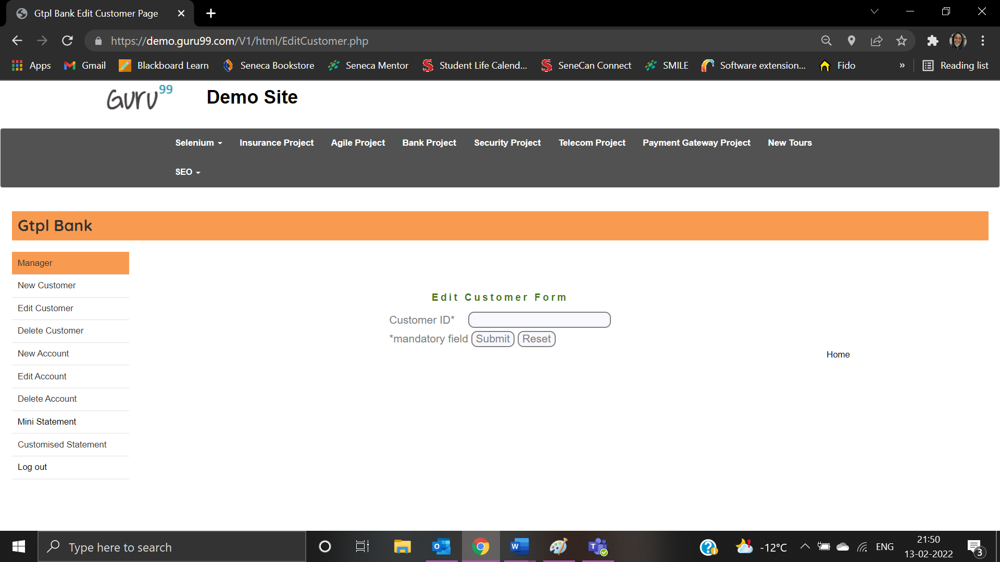 Gtpl Bank Edit Customer Page
https://demo.guru99.com/V1/html/EditCustomer.php
Apps Gmail Blackboard Learn Seneca Bookstore Seneca Mentor Student Life Calend... SeneCan Connect SMILE Software extension... Fido » Reading list
Guru99 Demo Site
Selenium Insurance Project Agile Project Bank Project Security Project Telecom Project Payment Gateway Project New Tours
SEO
Gtpl Bank
Manager
New Customer
Edit Customer
Delete Customer
New Account
Edit Account
Delete Account
Mini Statement
Customised Statement
Log out
Edit Customer Form
Customer ID*
*mandatory field Submit Reset
Home
Type here to search
-12°C
ENG
21:50
13-02-2022
3